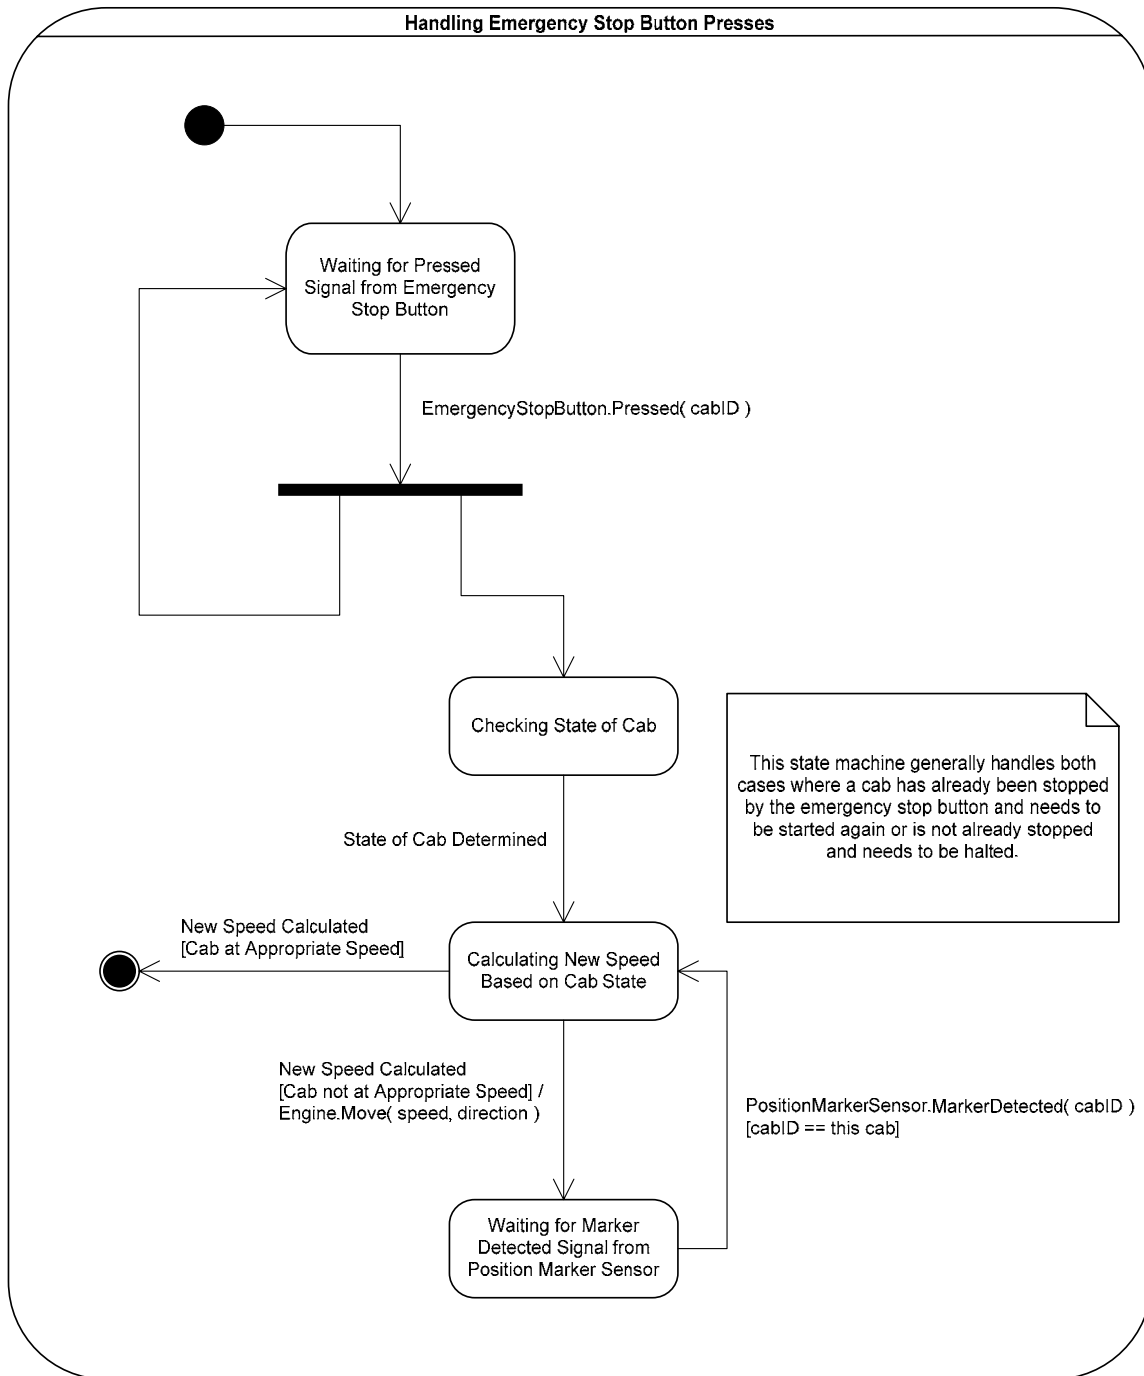 Handling Emergency Stop Button Presses
Waiting for Pressed
Signal from Emergency
Stop Button
EmergencyStopButton.Pressed( cabID )
Checking State of Cab
This state machine generally handles both
cases where a cab has already been stopped
by the emergency stop button and needs to
be started again or is not already stopped
and needs to be halted.
State of Cab Determined
New Speed Calculated
[Cab at Appropriate Speed]
Calculating New Speed
Based on Cab State
New Speed Calculated
[Cab not at Appropriate Speed] /
Engine.Move( speed, direction )
PositionMarkerSensor.MarkerDetected( cabID )
[cabID == this cab]
Waiting for Marker
Detected Signal from
Position Marker Sensor